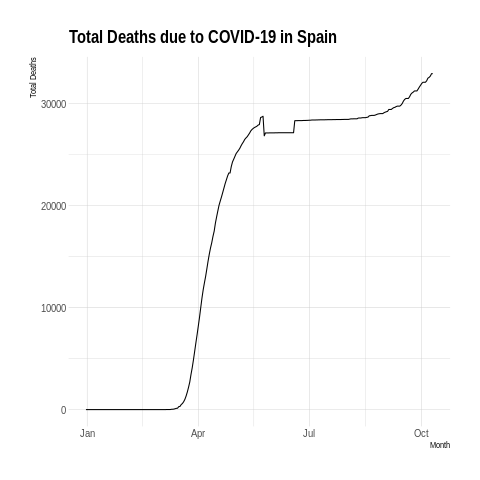 Total Deaths due to COVID-19 in Spain
Total Deaths
30000
20000
10000
0
Jan Apr Jul Oct
Month